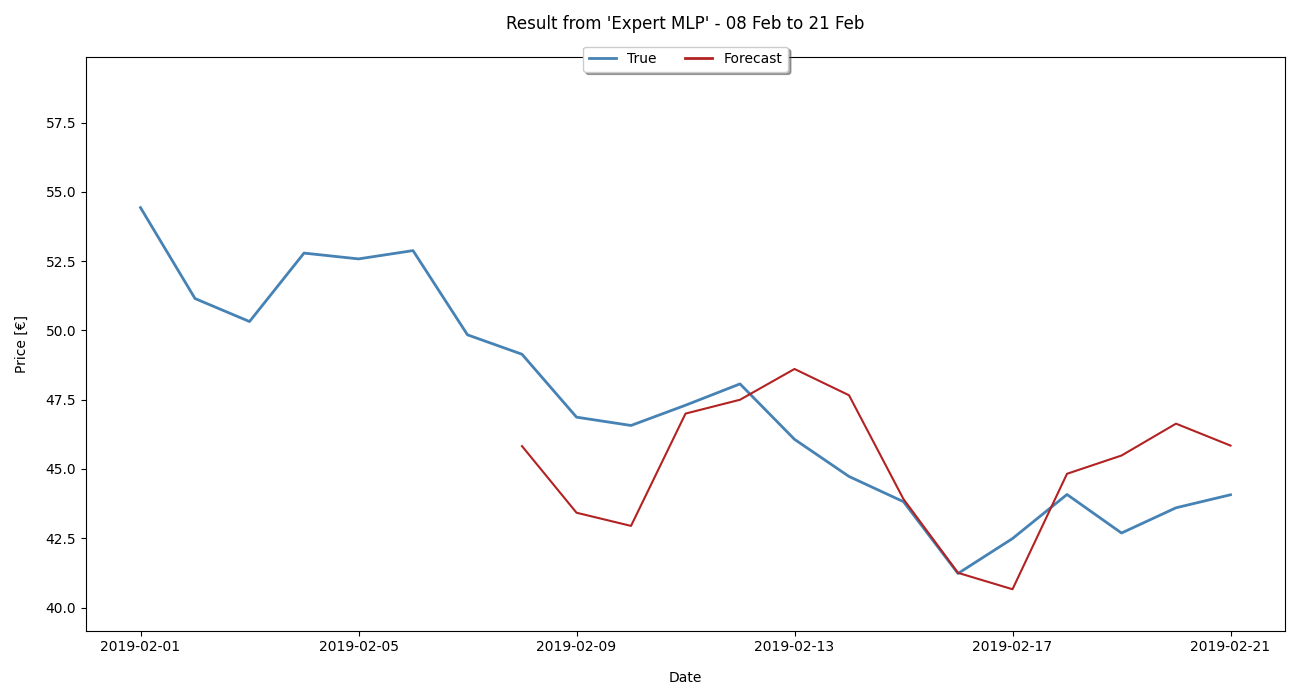 Result from 'Expert MLP' - 08 Feb to 21 Feb
True Forecast
57.5
55.0
52.5
50.0
47.5
45.0
42.5
40.0
Price [€]
2019-02-01 2019-02-05 2019-02-09 2019-02-13 2019-02-17 2019-02-21
Date